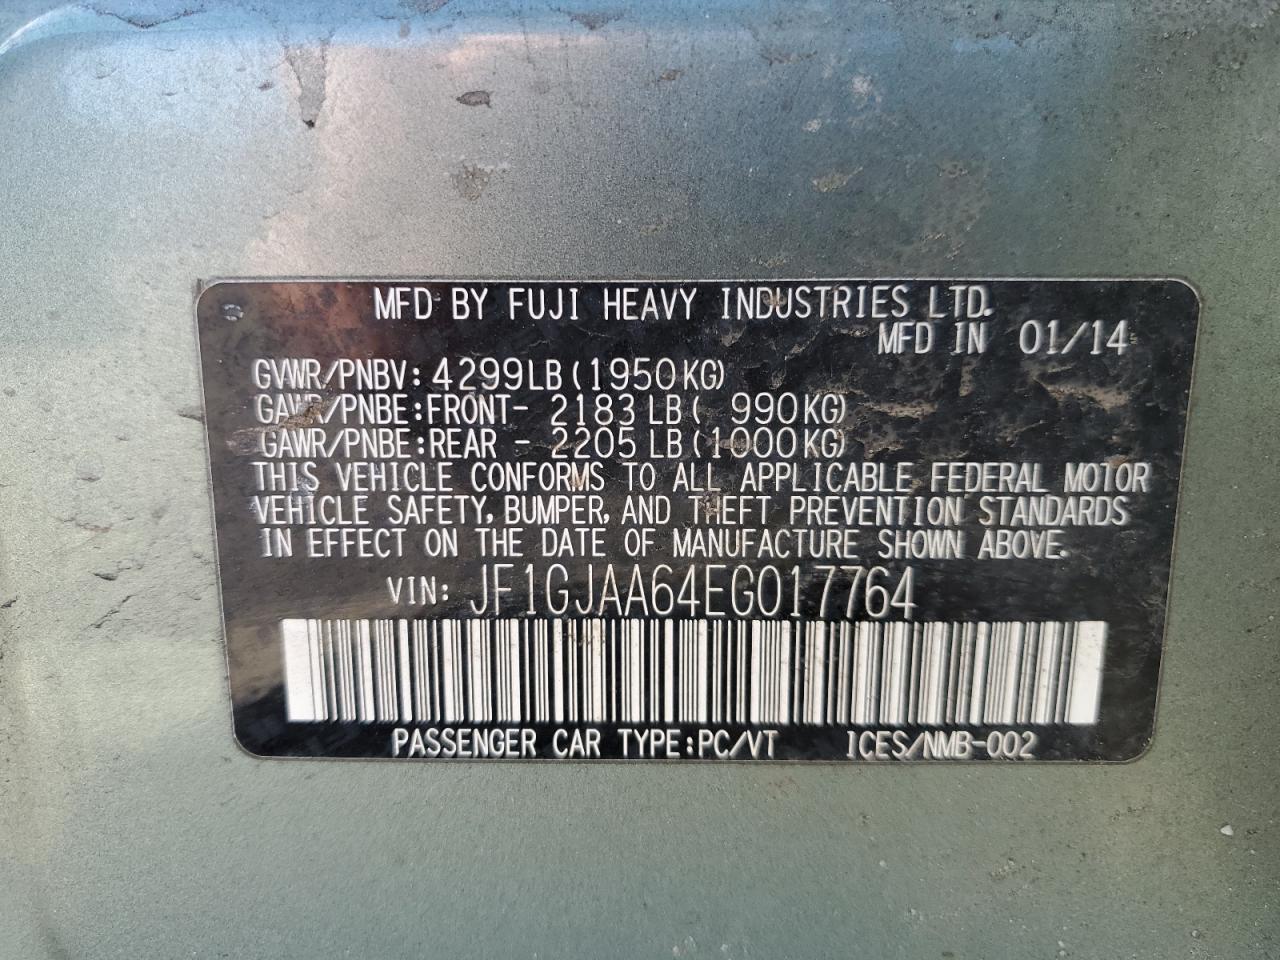 MFD BY FUJI HEAVY INDUSTRIES LTD.
MFD IN 01/14
GVWR/PNBV: 4299LB (1950KG)
GAWR/PNBE: FRONT- 2183 LB ( 990KG)
GAWR/PNBE: REAR - 2205 LB (1000KG)
THIS VEHICLE CONFORMS TO ALL APPLICABLE FEDERAL MOTOR
VEHICLE SAFETY, BUMPER, AND THEFT PREVENTION STANDARDS
IN EFFECT ON THE DATE OF MANUFACTURE SHOWN ABOVE.
VIN: JF1GJAA64EG017764
PASSENGER CAR TYPE: PC/VT ICES/NMB-002